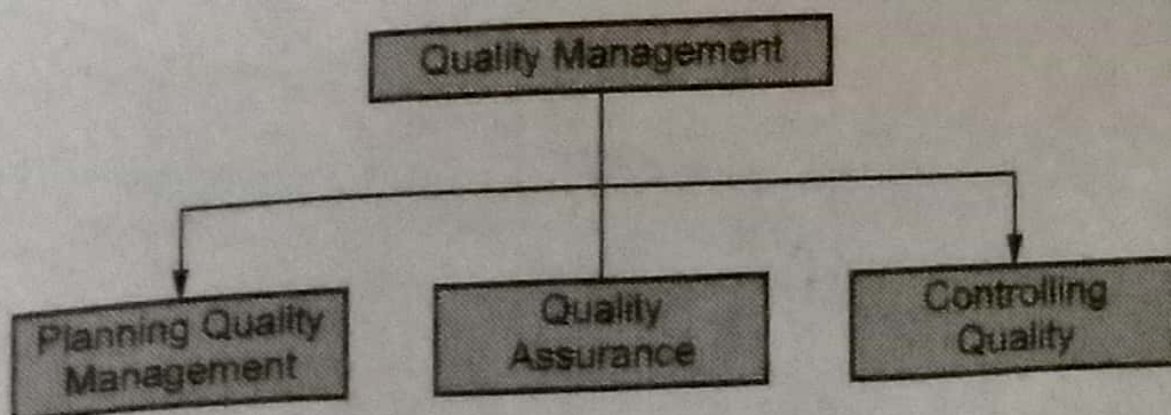 Quality Management
Planning Quality
Management
Quality
Assurance
Controlling
Quality